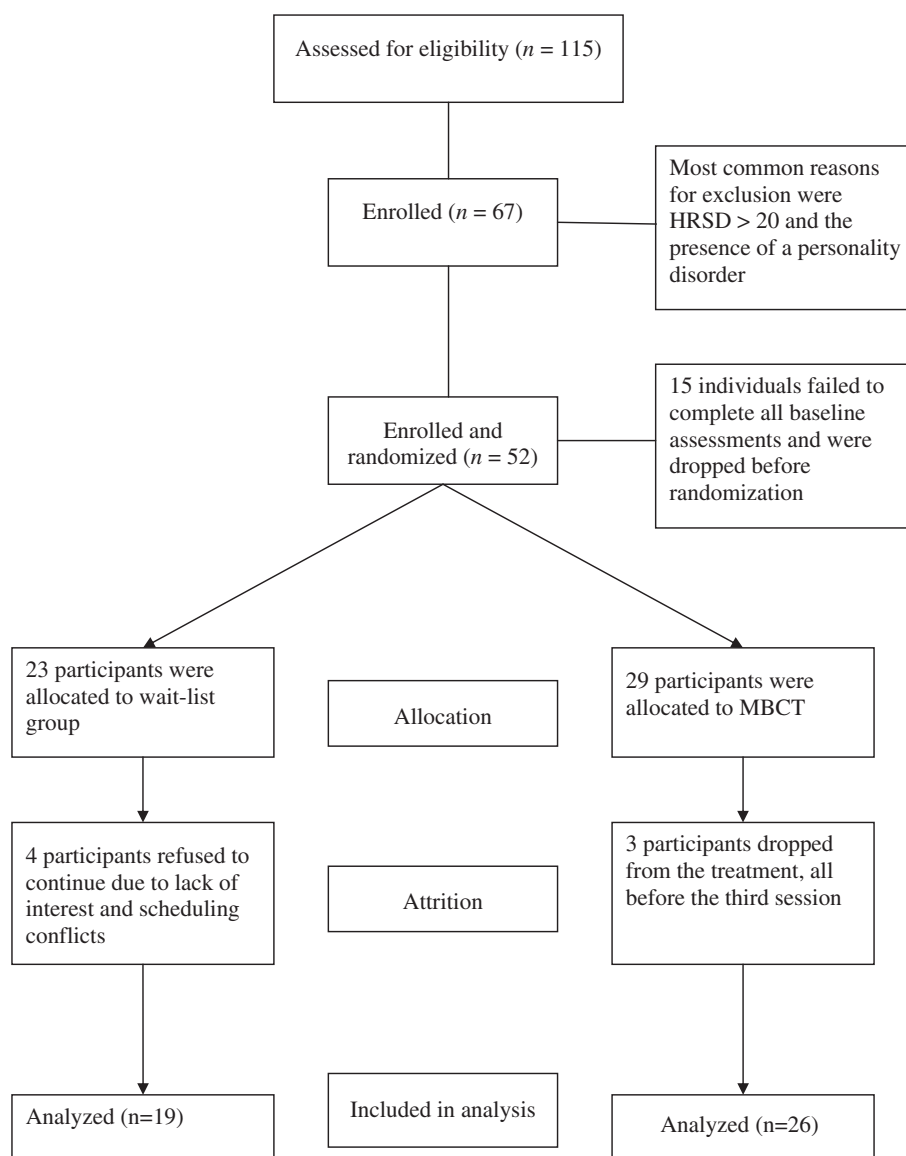 Assessed for eligibility (n = 115)
Enrolled (n = 67)
Most common reasons
for exclusion were
HRSD > 20 and the
presence of a personality
disorder
Enrolled and
randomized (n = 52)
15 individuals failed to
complete all baseline
assessments and were
dropped before
randomization
23 participants were
allocated to wait-list
group
Allocation
29 participants were
allocated to MBCT
4 participants refused to
continue due to lack of
interest and scheduling
conflicts
Attrition
3 participants dropped
from the treatment, all
before the third session
Analyzed (n=19)
Included in analysis
Analyzed (n=26)